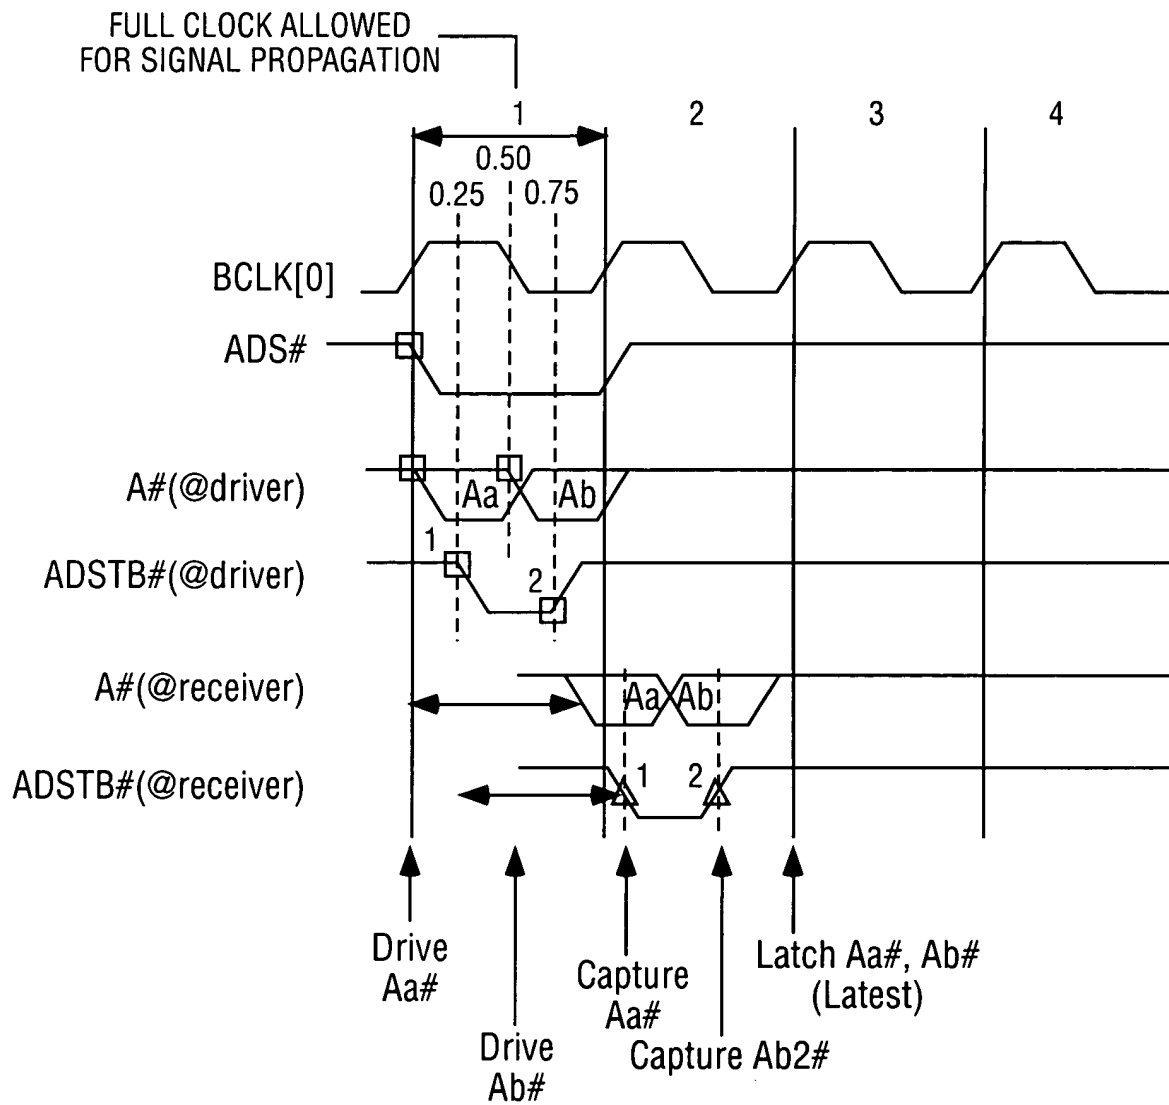 FULL CLOCK ALLOWED
FOR SIGNAL PROPAGATION
1 2 3 4
0.50
0.25 0.75
BCLK[0]
ADS#
A#(@driver) Aa Ab
1
ADSTB#(@driver) 2
A#(@receiver) Aa Ab
ADSTB#(@receiver) 1 2
Drive
Aa#
Drive
Ab#
Capture
Aa#
Capture Ab2#
Latch Aa#, Ab#
(Latest)